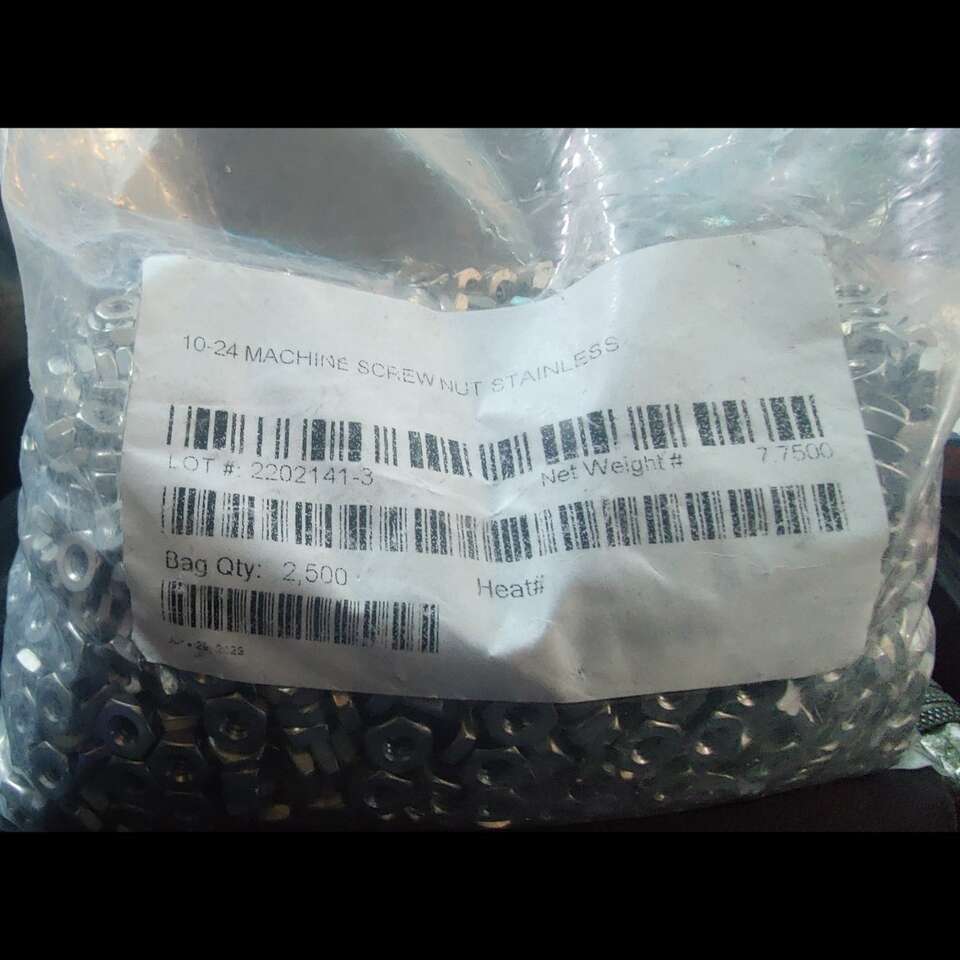 10-24 MACHINE SCREW NUT STAINLESS
LOT #: 2202141-3 Net Weight # 7.7500
Bag Qty: 2,500 Heat#